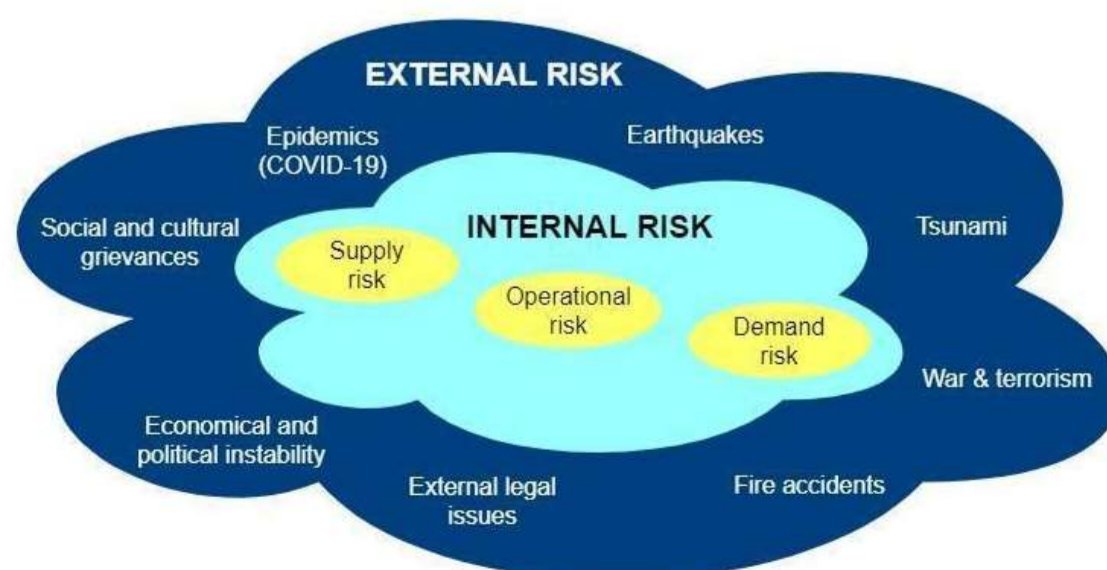 EXTERNAL RISK
Epidemics
(COVID-19)
Earthquakes
Social and cultural
grievances
INTERNAL RISK
Tsunami
Supply
risk
Operational
risk
Demand
risk
War & terrorism
Economical and
political instability
External legal
issues
Fire accidents